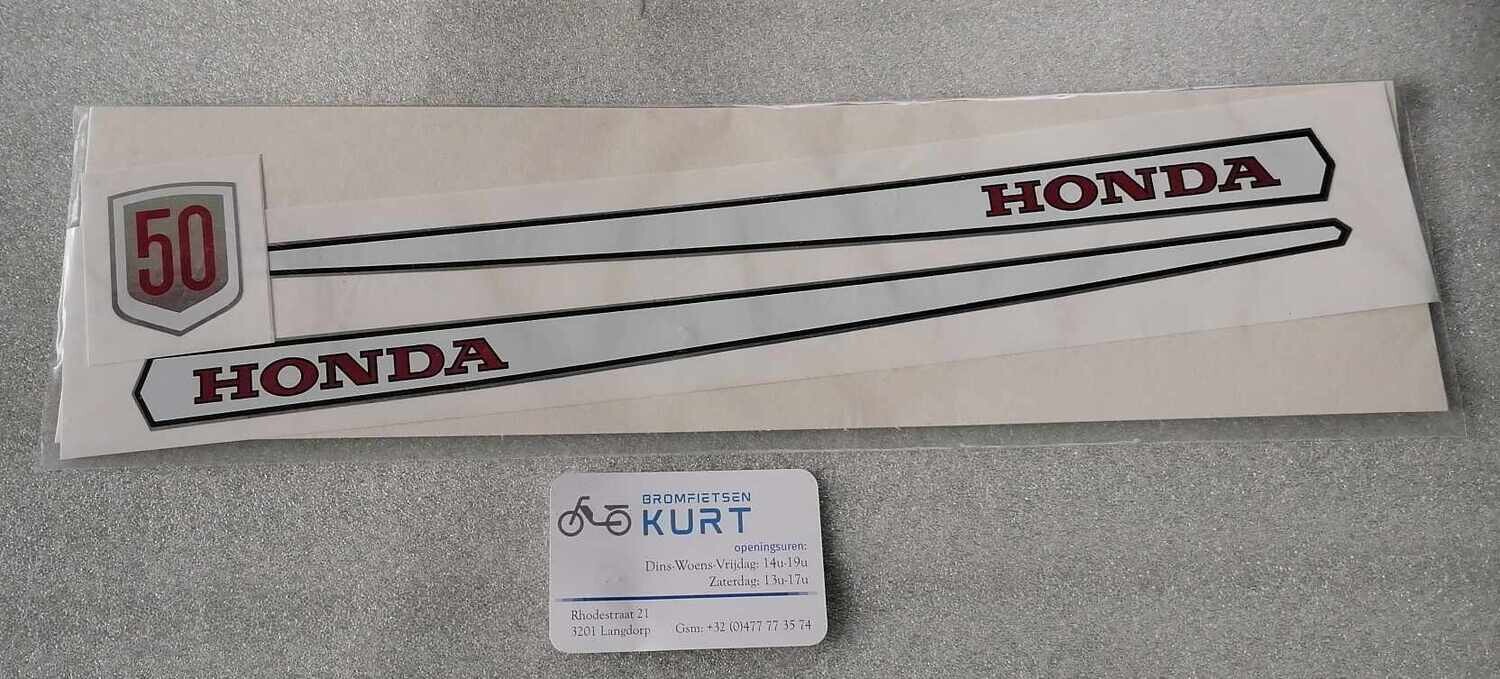 50
HONDA
HONDA
BROMFIETSEN
KURT
openingsuren:
Dins-Woens-Vrijdag: 14u-19u
Zaterdag: 13u-17u
Rhodestraat 21
3201 Langdorp
Gsm: +32 (0)477 77 35 74